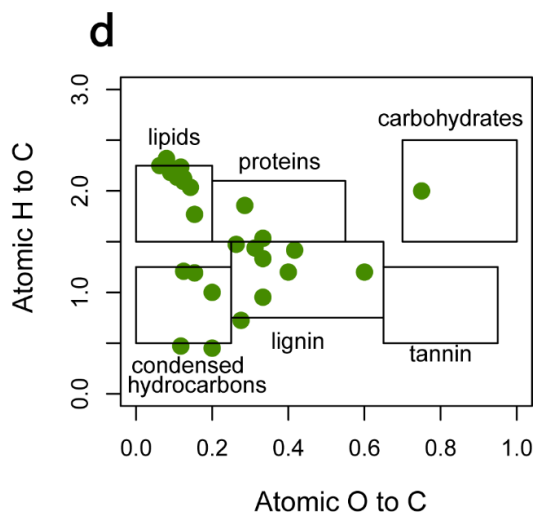 d
Atomic H to C
3.0
2.0
1.0
0.0
lipids
proteins
carbohydrates
condensed
hydrocarbons
lignin
tannin
0.0 0.2 0.4 0.6 0.8 1.0
Atomic O to C